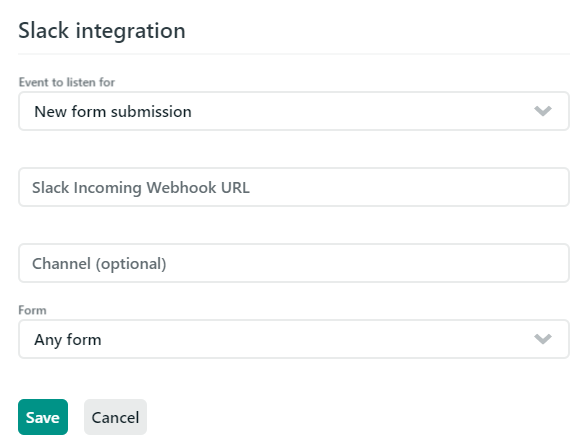 Slack integration
Event to listen for
New form submission
Slack Incoming Webhook URL
Channel (optional)
Form
Any form
Save Cancel